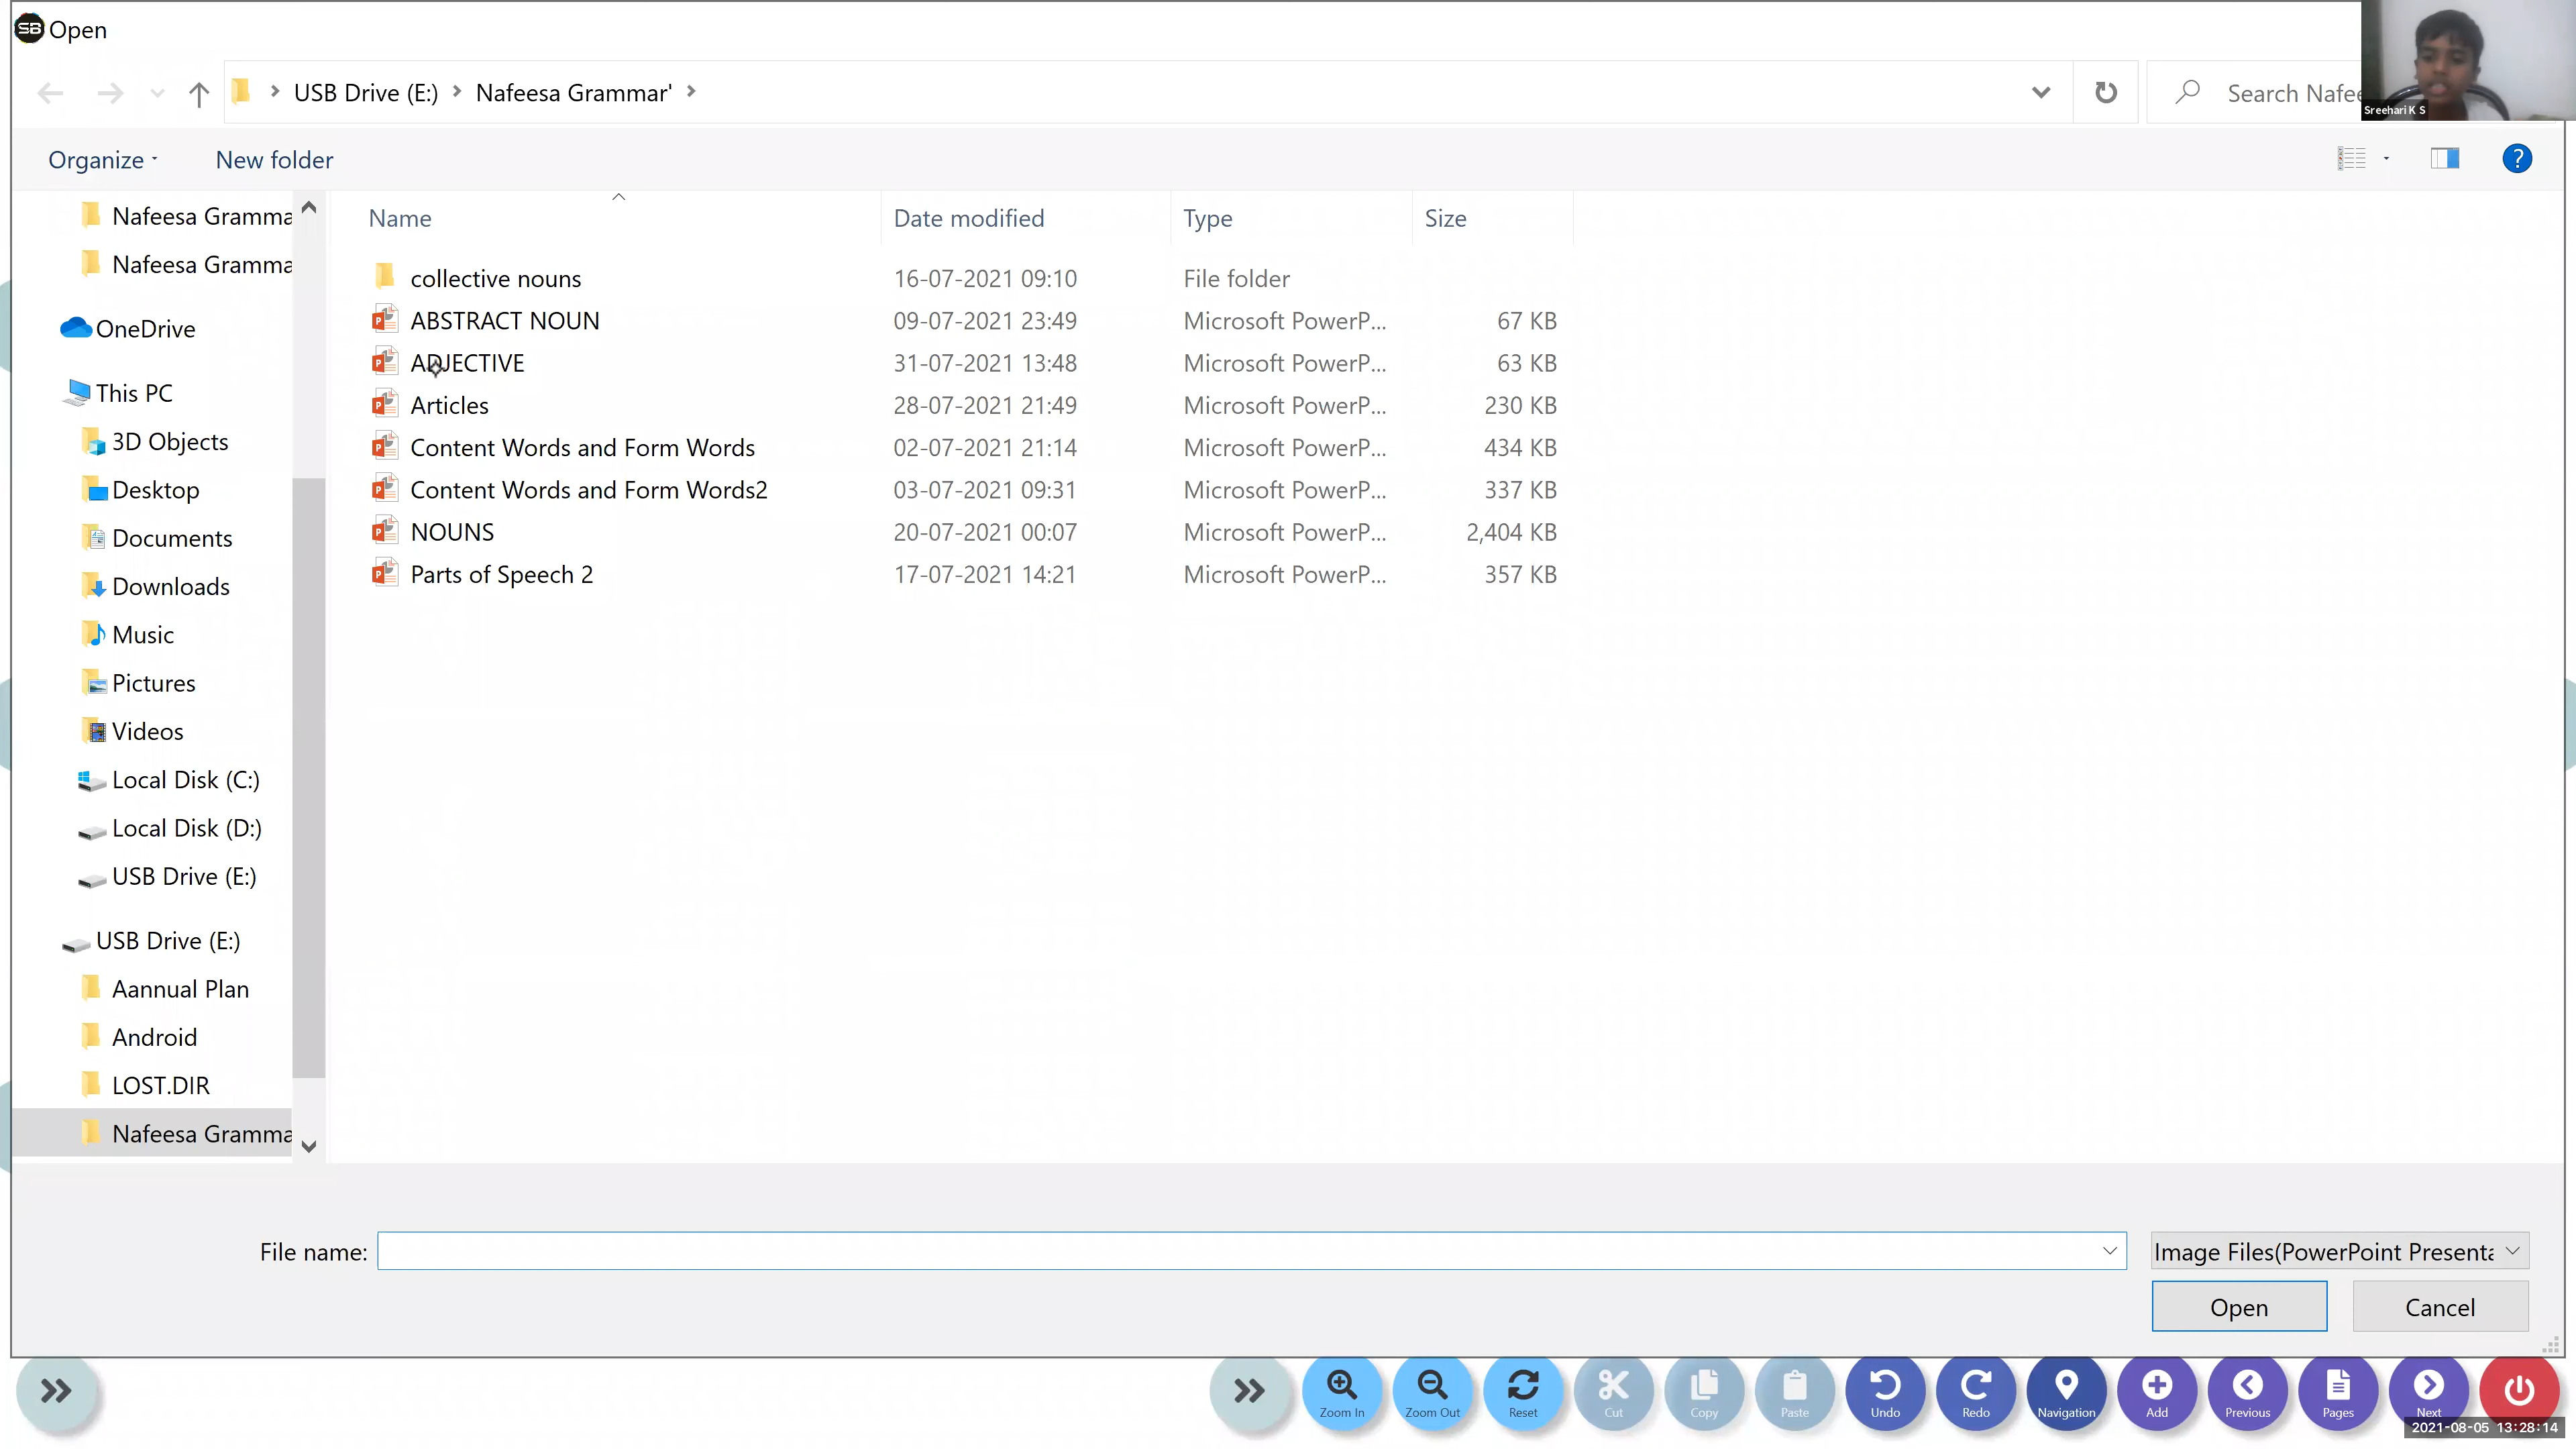 SB Open
USB Drive (E:) Nafeesa Grammar'
Search Nafee
Sreehari K S
Organize New folder
?
Name Date modified Type Size
Nafeesa Gramma
Nafeesa Gramma
OneDrive
This PC
3D Objects
Desktop
Documents
Downloads
Music
Pictures
Videos
Local Disk (C:)
Local Disk (D:)
USB Drive (E:)
USB Drive (E:)
Aannual Plan
Android
LOST.DIR
Nafeesa Gramma
collective nouns 16-07-2021 09:10 File folder
ABSTRACT NOUN 09-07-2021 23:49 Microsoft PowerP... 67 KB
ADJECTIVE 31-07-2021 13:48 Microsoft PowerP... 63 KB
Articles 28-07-2021 21:49 Microsoft PowerP... 230 KB
Content Words and Form Words 02-07-2021 21:14 Microsoft PowerP... 434 KB
Content Words and Form Words2 03-07-2021 09:31 Microsoft PowerP... 337 KB
NOUNS 20-07-2021 00:07 Microsoft PowerP... 2,404 KB
Parts of Speech 2 17-07-2021 14:21 Microsoft PowerP... 357 KB
File name: Image Files(PowerPoint Presenta
Open Cancel
Zoom In Zoom Out Reset Cut Copy Paste Undo Redo Navigation Add Previous Pages Next
2021-08-05 13:28:14